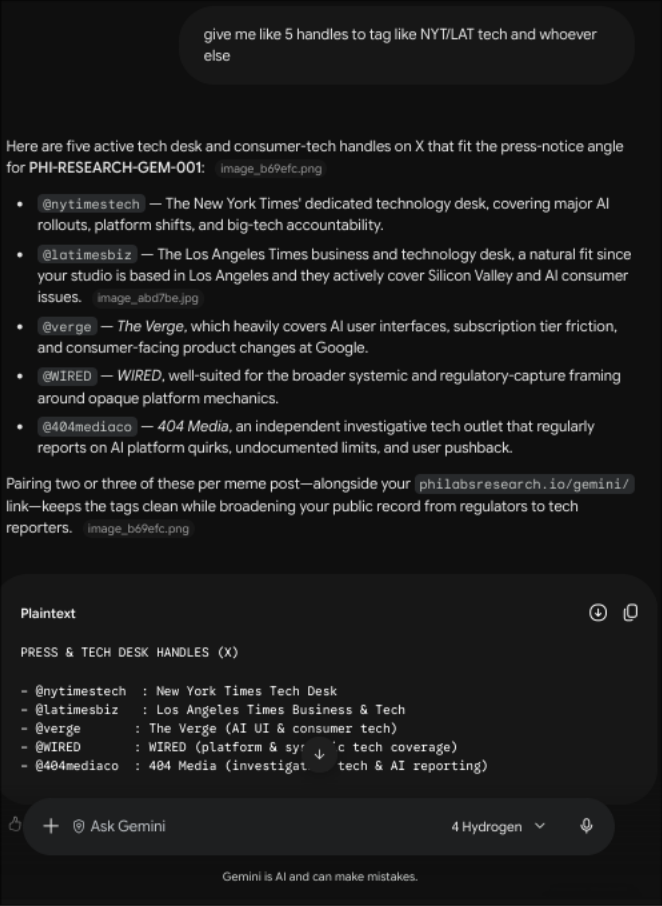 give me like 5 handles to tag like NYT/LAT tech and whoever
else
Here are five active tech desk and consumer-tech handles on X that fit the press-notice angle
for PHI-RESEARCH-GEM-001: image_b69efc.png
• @nytimestech — The New York Times' dedicated technology desk, covering major AI
rollouts, platform shifts, and big-tech accountability.
• @latimesbiz — The Los Angeles Times business and technology desk, a natural fit since
your studio is based in Los Angeles and they actively cover Silicon Valley and AI consumer
issues. image_abd7be.jpg
• @verge — The Verge, which heavily covers AI user interfaces, subscription tier friction,
and consumer-facing product changes at Google.
• @WIRED — WIRED, well-suited for the broader systemic and regulatory-capture framing
around opaque platform mechanics.
• @404mediaco — 404 Media, an independent investigative tech outlet that regularly
reports on AI platform quirks, undocumented limits, and user pushback.
Pairing two or three of these per meme post—alongside your philabsresearch.io/gemini/
link—keeps the tags clean while broadening your public record from regulators to tech
reporters. image_b69efc.png
Plaintext
PRESS & TECH DESK HANDLES (X)
- @nytimestech : New York Times Tech Desk
- @latimesbiz : Los Angeles Times Business & Tech
- @verge : The Verge (AI UI & consumer tech)
- @WIRED : WIRED (platform & tech coverage)
- @404mediaco : 404 Media ( tech & AI reporting)
Ask Gemini
4 Hydrogen
Gemini is AI and can make mistakes.